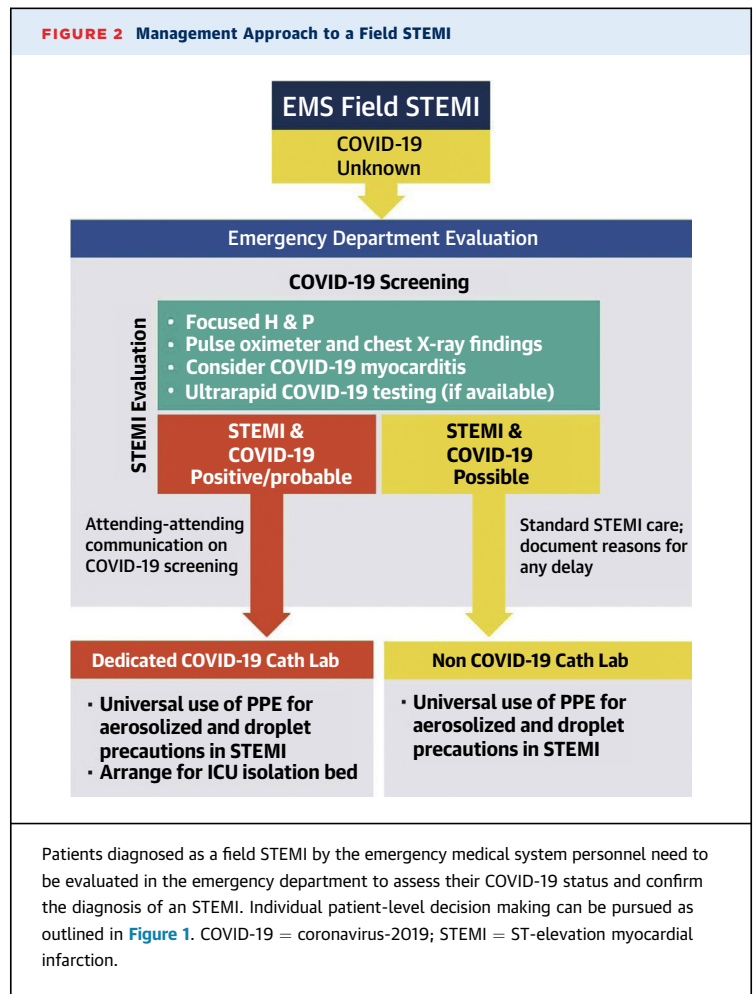 FIGURE 2 Management Approach to a Field STEMI
EMS Field STEMI
COVID-19
Unknown
Emergency Department Evaluation
COVID-19 Screening
STEMI Evaluation
• Focused H & P
• Pulse oximeter and chest X-ray findings
• Consider COVID-19 myocarditis
• Ultrarapid COVID-19 testing (if available)
STEMI &
COVID-19
Positive/probable
STEMI &
COVID-19
Possible
Attending-attending
communication on
COVID-19 screening
Standard STEMI care;
document reasons for
any delay
Dedicated COVID-19 Cath Lab
▪ Universal use of PPE for
aerosolized and droplet
precautions in STEMI
▪ Arrange for ICU isolation bed
Non COVID-19 Cath Lab
▪ Universal use of PPE for
aerosolized and droplet
precautions in STEMI
Patients diagnosed as a field STEMI by the emergency medical system personnel need to
be evaluated in the emergency department to assess their COVID-19 status and confirm
the diagnosis of an STEMI. Individual patient-level decision making can be pursued as
outlined in Figure 1. COVID-19 = coronavirus-2019; STEMI = ST-elevation myocardial
infarction.